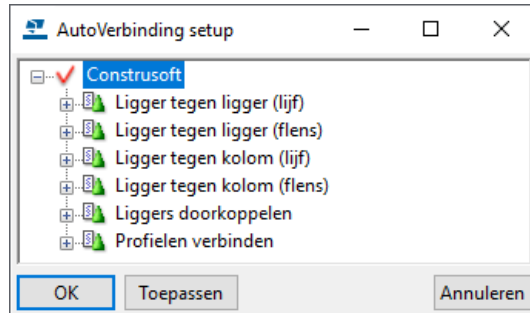 AutoVerbinding setup
Construsoft
Ligger tegen ligger (lijf)
Ligger tegen ligger (flens)
Ligger tegen kolom (lijf)
Ligger tegen kolom (flens)
Liggers doorkoppelen
Profielen verbinden
OK Toepassen Annuleren